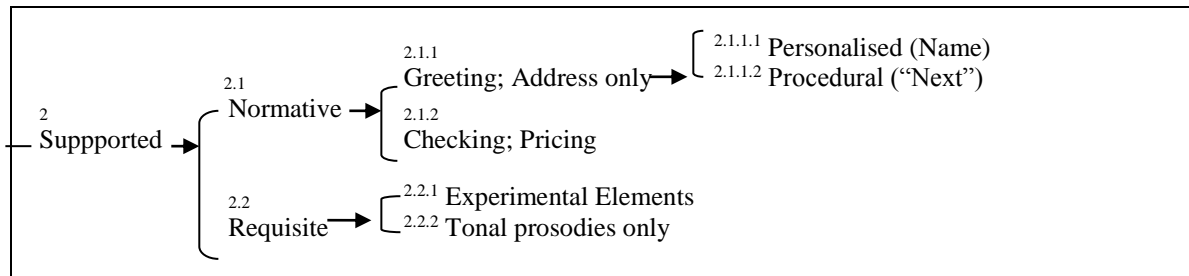 2.1.1.1 Personalised (Name)
2.1.1
Greeting; Address only
2.1.1.2 Procedural (“Next”)
2.1
Normative
2.1.2
Checking; Pricing
2
Suppported
2.2
Requisite
2.2.1 Experimental Elements
2.2.2 Tonal prosodies only